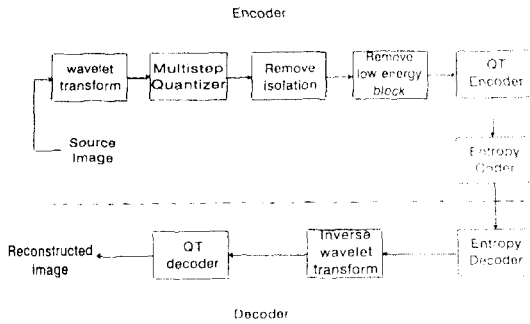 Encoder
wavelet
transform
Multistep
Quantizer
Remove
isolation
Remove
low energy
block
QT
Encoder
Source
Image
Entropy
Coder
Entropy
Decoder
Inverse
wavelet
transform
QT
decoder
Reconstructed
image
Decoder